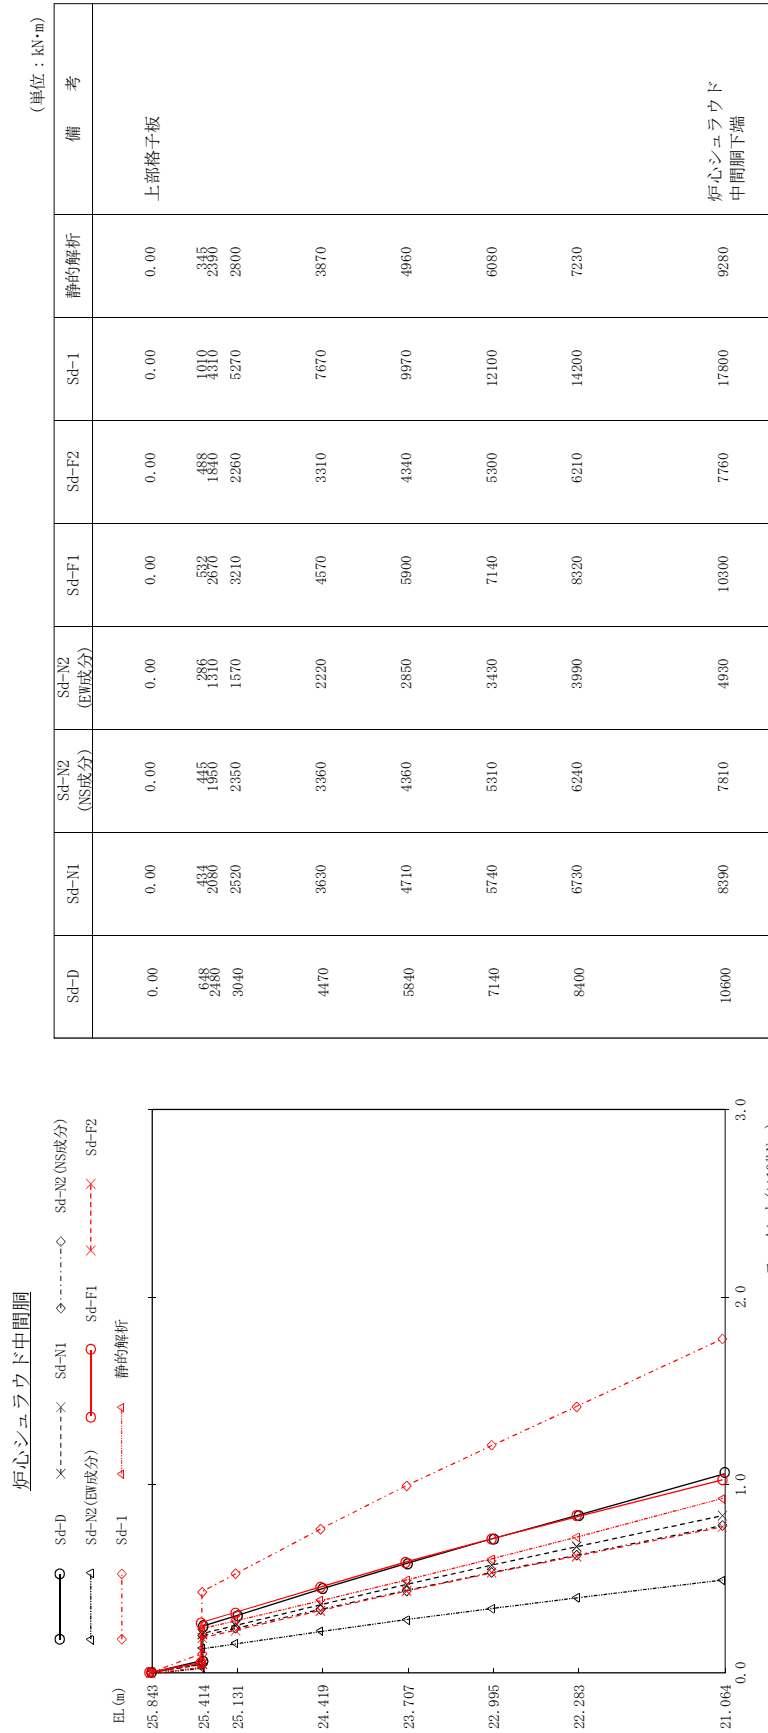 炉心シュラウド中間胴
Sd-D
Sd-N1
Sd-N2(NS成分)
Sd-N2(EW成分)
Sd-F1
Sd-F2
Sd-1
静的解析
EL(m)
25.843
25.414
25.131
24.419
23.707
22.995
22.283
21.064
0.0 1.0 2.0 3.0
(単位:kN・m)
Sd-D Sd-N1 Sd-N2 (NS成分) Sd-N2 (EW成分) Sd-F1 Sd-F2 Sd-1 静的解析 備 考
0.00 0.00 0.00 0.00 0.00 0.00 0.00 0.00 上部格子板
648 434 445 286 532 488 1010 345
2480 2080 1950 1310 2670 1840 4310 2390
3040 2520 2350 1570 3210 2260 5270 2800
4470 3630 3360 2220 4570 3310 7670 3870
5840 4710 4360 2850 5900 4340 9970 4960
7140 5740 5310 3430 7140 5300 12100 6080
8400 6730 6240 3990 8320 6210 14200 7230
10600 8390 7810 4930 10300 7760 17800 9280 炉心シュラウド
中間胴下端